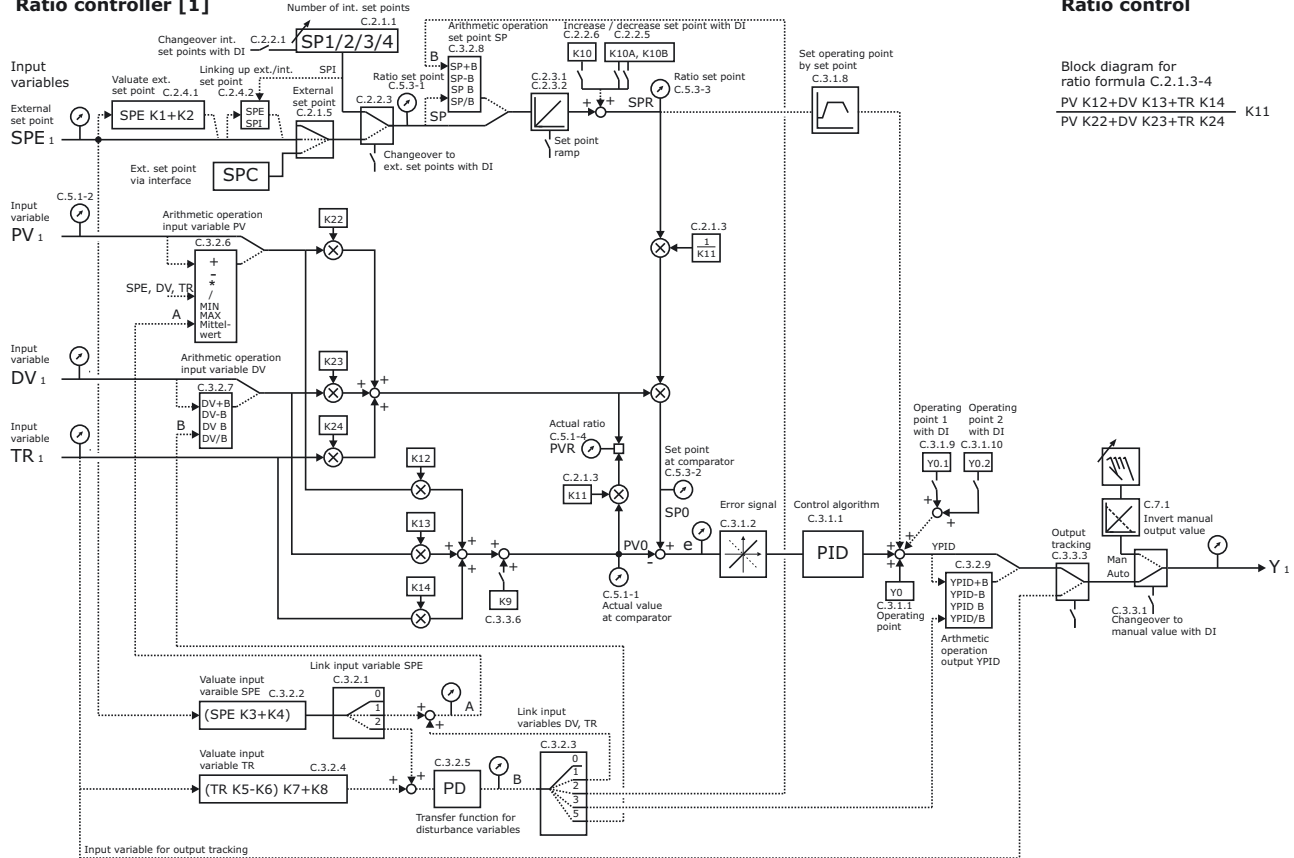 Ratio controller [1]
Ratio control
Number of int. set points
C.2.1.1
SP1/2/3/4
Changeover int.
set points with DI
C.2.2.1
SPI
Input
variables
External
set point
SPE 1
Valuate ext.
set point
C.2.4.1
SPE K1+K2
Linking up ext./int.
set point
C.2.4.2
SPE
SPI
External
set point
C.2.1.5
C.2.2.3
Ratio set point
C.5.3-1
SP
Changeover to
ext. set points with DI
Ext. set point
via interface
SPC
Arithmetic operation
set point SP
C.3.2.8
B
SP+B
SP-B
SP B
SP/B
Increase / decrease set point with DI
C.2.2.6
C.2.2.5
K10
K10A, K10B
C.2.3.1
C.2.3.2
Set point
ramp
+
+
SPR
Ratio set point
C.5.3-3
Set operating point
by set point
C.3.1.8
Block diagram for
ratio formula C.2.1.3-4
PV K12+DV K13+TR K14
PV K22+DV K23+TR K24
K11
Input
variable
PV 1
C.5.1-2
Arithmetic operation
input variable PV
C.3.2.6
+
-
*
/
MIN
MAX
Mittel-
wert
SPE, DV, TR
A
K22
C.2.1.3
1
K11
Input
variable
DV 1
Arithmetic operation
input variable DV
C.3.2.7
DV+B
DV-B
DV B
DV/B
B
K23
+
+
+
Input
variable
TR 1
K24
K12
K13
K14
+
+
+
+
+
K9
C.3.3.6
Actual ratio
C.5.1-4
PVR
C.2.1.3
K11
PV0
C.5.1-1
Actual value
at comparator
Set point
at comparator
C.5.3-2
SP0
+
-
e
Error signal
C.3.1.2
Control algorithm
C.3.1.1
PID
Operating
point 1
with DI
C.3.1.9
Operating
point 2
with DI
C.3.1.10
Y0.1
Y0.2
+
+
+
+
+
+
Y0
C.3.1.1
Operating
point
YPID
C.3.2.9
YPID+B
YPID-B
YPID B
YPID/B
Arthmetic
operation
output YPID
Output
tracking
C.3.3.3
Man
Auto
C.7.1
Invert manual
output value
C.3.3.1
Changeover to
manual value with DI
Y 1
Link input variable SPE
Valuate input
varaible SPE
C.3.2.2
(SPE K3+K4)
C.3.2.1
0
1
2
+
+
A
Valuate input
variable TR
C.3.2.4
(TR K5-K6) K7+K8
+
+
C.3.2.5
PD
B
Transfer function for
disturbance variables
Link input
variables DV, TR
C.3.2.3
0
1
2
3
5
Input variable for output tracking